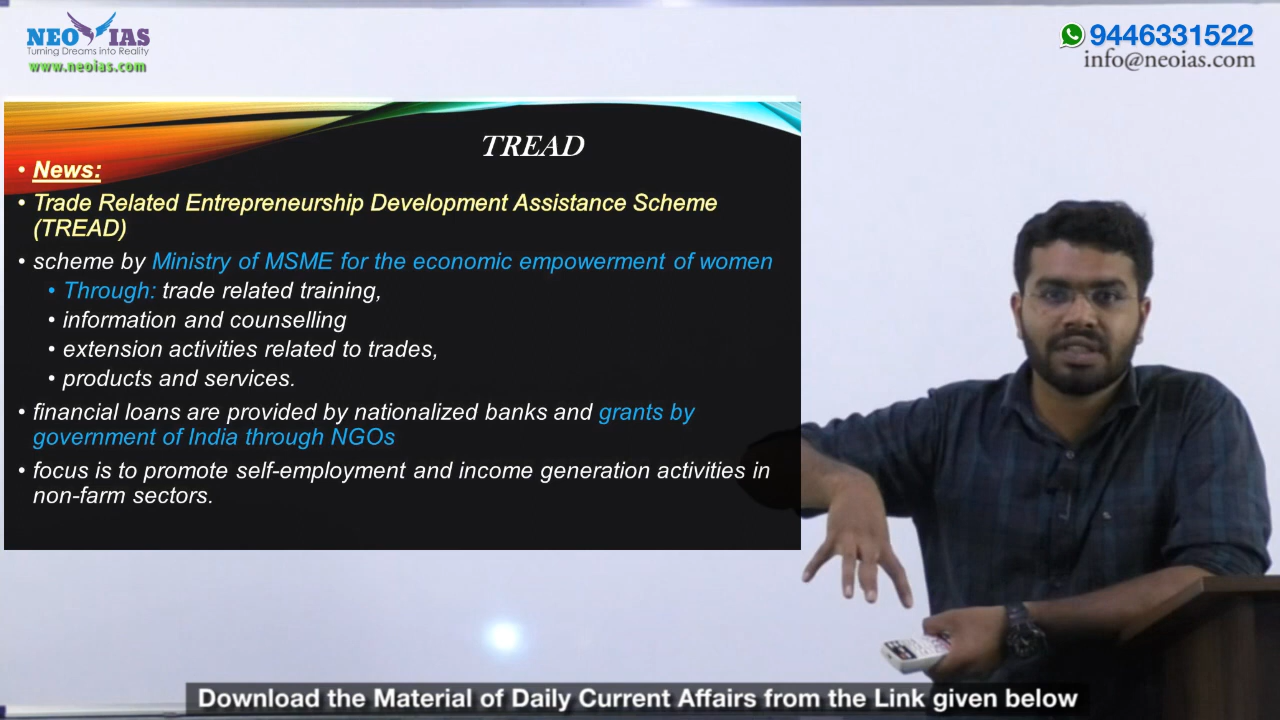 NEO IAS
Turning Dreams into Reality
www.neoias.com
9446331522
info@neoias.com
TREAD
• News:
• Trade Related Entrepreneurship Development Assistance Scheme
(TREAD)
• scheme by Ministry of MSME for the economic empowerment of women
• Through: trade related training,
• information and counselling
• extension activities related to trades,
• products and services.
• financial loans are provided by nationalized banks and grants by
government of India through NGOs
• focus is to promote self-employment and income generation activities in
non-farm sectors.
Download the Material of Daily Current Affairs from the Link given below